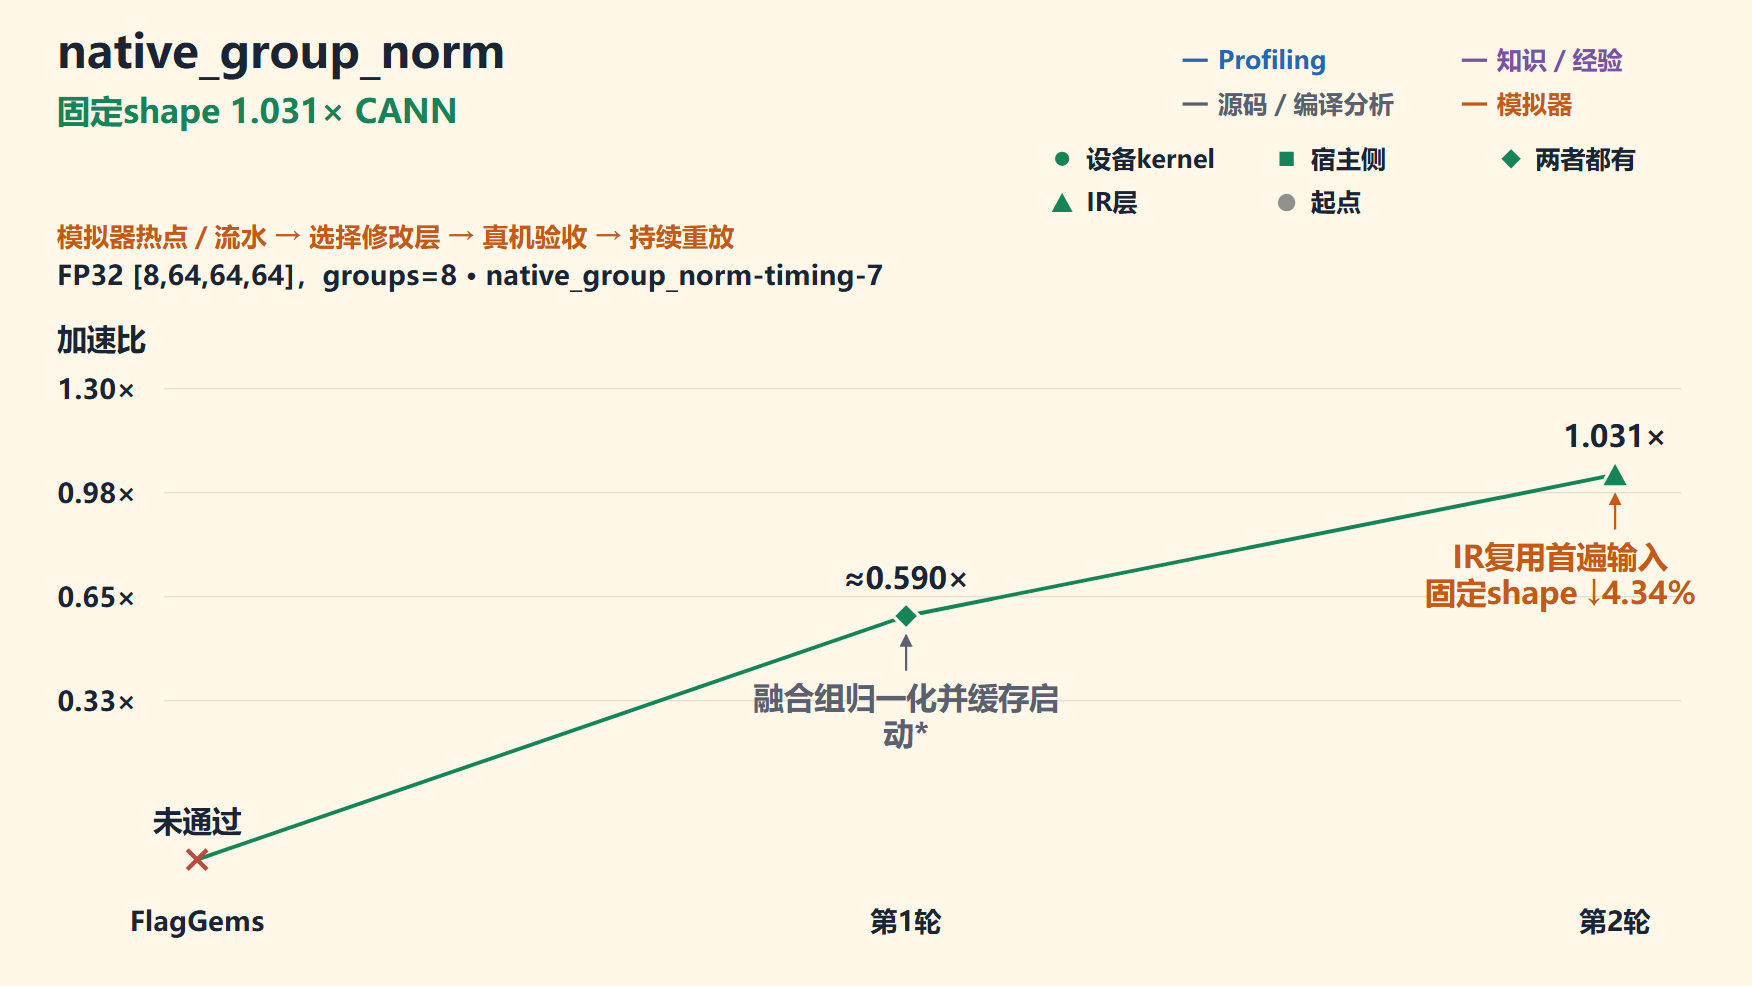 native_group_norm
固定shape 1.031× CANN
— Profiling
— 知识 / 经验
— 源码 / 编译分析
— 模拟器
设备kernel
宿主侧
两者都有
IR层
起点
模拟器热点 / 流水 → 选择修改层 → 真机验收 → 持续重放
FP32 [8,64,64,64],  groups=8 • native_group_norm-timing-7
加速比
1.30×
0.98×
0.65×
0.33×
1.031×
IR复用首遍输入
固定shape ↓4.34%
≈0.590×
融合组归一化并缓存启
动*
未通过
FlagGems
第1轮
第2轮